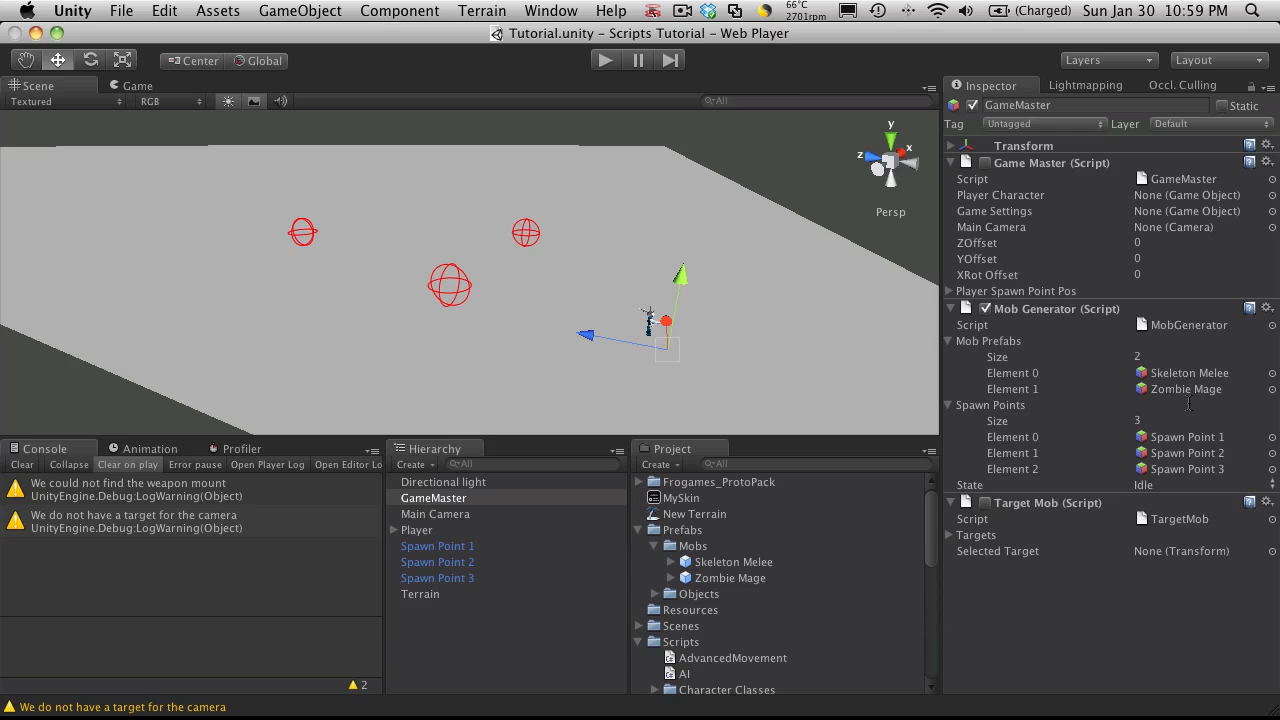 Unity File Edit Assets GameObject Component Terrain Window Help 66°C 2701rpm (Charged) Sun Jan 30 10:59 PM
Tutorial.unity – Scripts Tutorial – Web Player
Center Global Layers Layout
Scene Game
Textured RGB All
y
z x
Persp
Inspector Lightmapping Occl. Culling
GameMaster Static
Tag Untagged Layer Default
Transform
Game Master (Script)
Script GameMaster
Player Character None (Game Object)
Game Settings None (Game Object)
Main Camera None (Camera)
ZOffset 0
YOffset 0
XRot Offset 0
Player Spawn Point Pos
Mob Generator (Script)
Script MobGenerator
Mob Prefabs
Size 2
Element 0 Skeleton Melee
Element 1 Zombie Mage
Spawn Points
Size 3
Element 0 Spawn Point 1
Element 1 Spawn Point 2
Element 2 Spawn Point 3
State Idle
Target Mob (Script)
Script TargetMob
Targets
Selected Target None (Transform)
Console Animation Profiler
Clear Collapse Clear on play Error pause Open Player Log Open Editor Lo
We could not find the weapon mount
UnityEngine.Debug:LogWarning(Object)
We do not have a target for the camera
UnityEngine.Debug:LogWarning(Object)
2
We do not have a target for the camera
Hierarchy
Create All
Directional light
GameMaster
Main Camera
Player
Spawn Point 1
Spawn Point 2
Spawn Point 3
Terrain
Project
Create All
Frogames_ProtoPack
MySkin
New Terrain
Prefabs
Mobs
Skeleton Melee
Zombie Mage
Objects
Resources
Scenes
Scripts
AdvancedMovement
AI
Character Classes